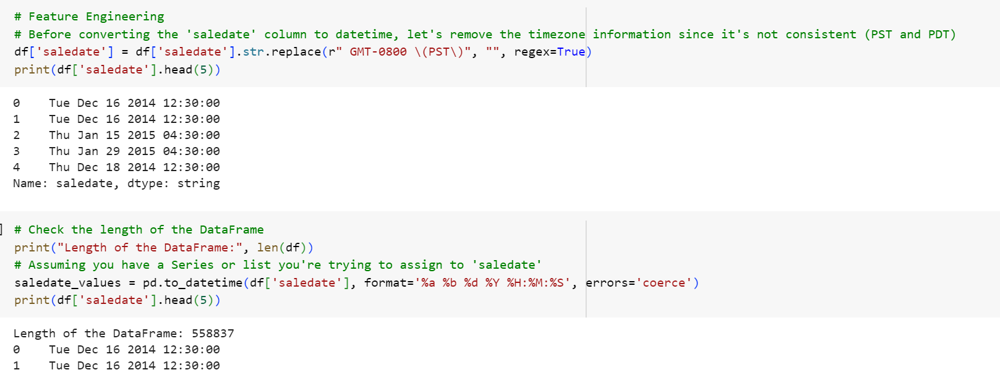 # Feature Engineering
# Before converting the 'saledate' column to datetime, let's remove the timezone information since it's not consistent (PST and PDT)
df['saledate'] = df['saledate'].str.replace(r" GMT-0800 \(PST\)", "", regex=True)
print(df['saledate'].head(5))
0    Tue Dec 16 2014 12:30:00
1    Tue Dec 16 2014 12:30:00
2    Thu Jan 15 2015 04:30:00
3    Thu Jan 29 2015 04:30:00
4    Thu Dec 18 2014 12:30:00
Name: saledate, dtype: string
] # Check the length of the DataFrame
print("Length of the DataFrame:", len(df))
# Assuming you have a Series or list you're trying to assign to 'saledate'
saledate_values = pd.to_datetime(df['saledate'], format='%a %b %d %Y %H:%M:%S', errors='coerce')
print(df['saledate'].head(5))
Length of the DataFrame: 558837
0    Tue Dec 16 2014 12:30:00
1    Tue Dec 16 2014 12:30:00